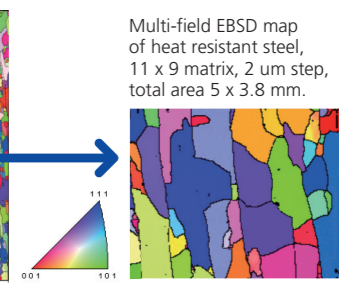 Multi-field EBSD map
of heat resistant steel,
11 x 9 matrix, 2 um step,
total area 5 x 3.8 mm.
1 1 1
0 0 1
1 0 1